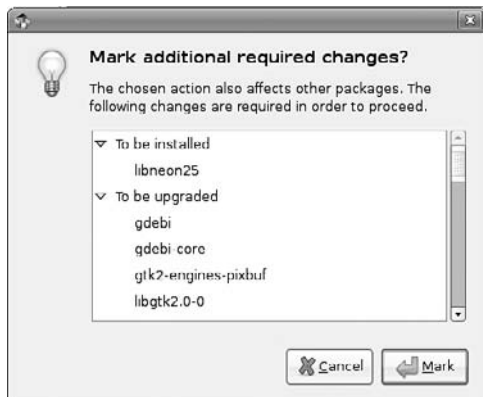 Mark additional required changes?
The chosen action also affects other packages. The
following changes are required in order to proceed.
To be installed
libneon25
To be upgraded
gdebi
gdebi-core
gtk2-engines-pixbuf
libgtk2.0-0
Cancel
Mark